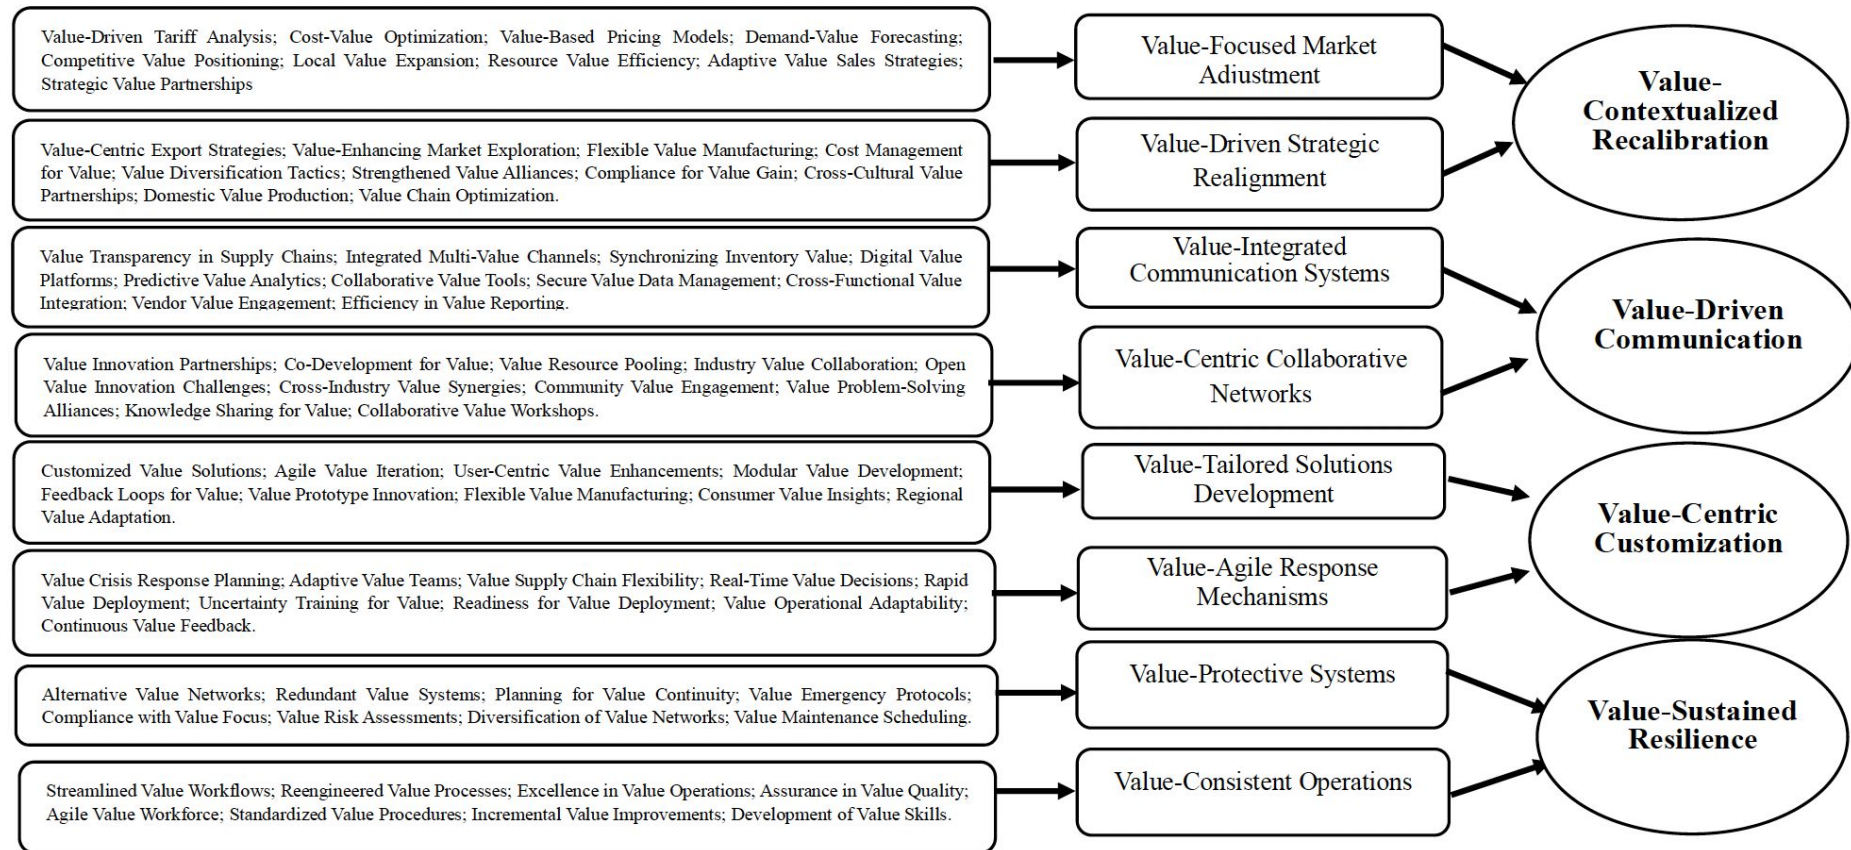 Value-Driven Tariff Analysis; Cost-Value Optimization; Value-Based Pricing Models; Demand-Value Forecasting;
Competitive Value Positioning; Local Value Expansion; Resource Value Efficiency; Adaptive Value Sales Strategies;
Strategic Value Partnerships
Value-Focused Market
Adiustment
Value-
Contextualized
Recalibration
Value-Centric Export Strategies; Value-Enhancing Market Exploration; Flexible Value Manufacturing; Cost Management
for Value; Value Diversification Tactics; Strengthened Value Alliances; Compliance for Value Gain; Cross-Cultural Value
Partnerships; Domestic Value Production; Value Chain Optimization.
Value-Driven Strategic
Realignment
Value Transparency in Supply Chains; Integrated Multi-Value Channels; Synchronizing Inventory Value; Digital Value
Platforms; Predictive Value Analytics; Collaborative Value Tools; Secure Value Data Management; Cross-Functional Value
Integration; Vendor Value Engagement; Efficiency in Value Reporting.
Value-Integrated
Communication Systems
Value-Driven
Communication
Value Innovation Partnerships; Co-Development for Value; Value Resource Pooling; Industry Value Collaboration; Open
Value Innovation Challenges; Cross-Industry Value Synergies; Community Value Engagement; Value Problem-Solving
Alliances; Knowledge Sharing for Value; Collaborative Value Workshops.
Value-Centric Collaborative
Networks
Customized Value Solutions; Agile Value Iteration; User-Centric Value Enhancements; Modular Value Development;
Feedback Loops for Value; Value Prototype Innovation; Flexible Value Manufacturing; Consumer Value Insights; Regional
Value Adaptation.
Value-Tailored Solutions
Development
Value-Centric
Customization
Value Crisis Response Planning; Adaptive Value Teams; Value Supply Chain Flexibility; Real-Time Value Decisions; Rapid
Value Deployment; Uncertainty Training for Value; Readiness for Value Deployment; Value Operational Adaptability;
Continuous Value Feedback.
Value-Agile Response
Mechanisms
Alternative Value Networks; Redundant Value Systems; Planning for Value Continuity; Value Emergency Protocols;
Compliance with Value Focus; Value Risk Assessments; Diversification of Value Networks; Value Maintenance Scheduling.
Value-Protective Systems
Value-Sustained
Resilience
Streamlined Value Workflows; Reengineered Value Processes; Excellence in Value Operations; Assurance in Value Quality;
Agile Value Workforce; Standardized Value Procedures; Incremental Value Improvements; Development of Value Skills.
Value-Consistent Operations